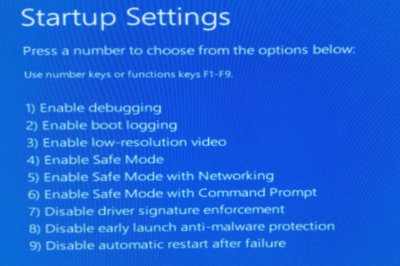 Startup Settings
Press a number to choose from the options below:
Use number keys or functions keys F1-F9.
1) Enable debugging
2) Enable boot logging
3) Enable low-resolution video
4) Enable Safe Mode
5) Enable Safe Mode with Networking
6) Enable Safe Mode with Command Prompt
7) Disable driver signature enforcement
8) Disable early launch anti-malware protection
9) Disable automatic restart after failure